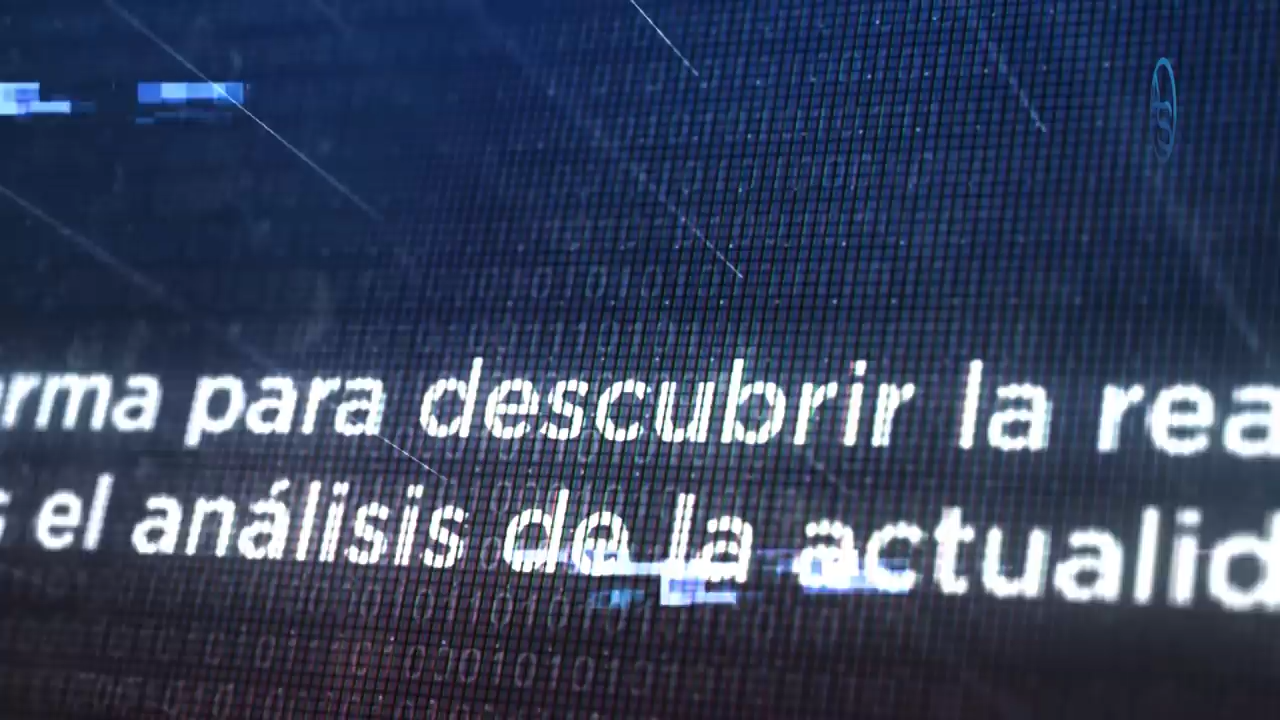 rma para descubrir la rea
s el análisis de la actualid